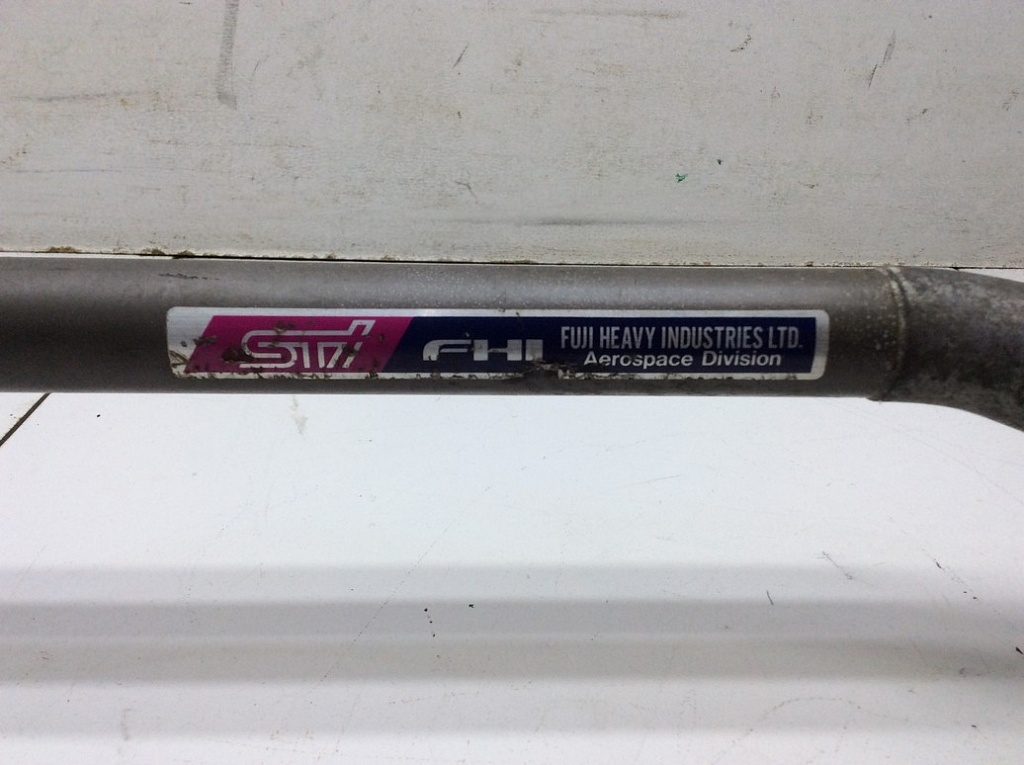 STi
FHI
FUJI HEAVY INDUSTRIES LTD.
Aerospace Division